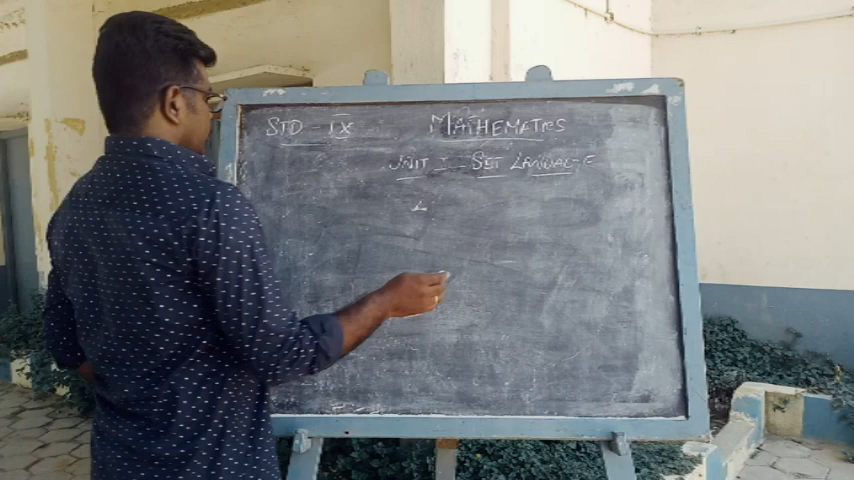 STD - IX MATHEMATICS
UNIT I - SET LANGUAGE